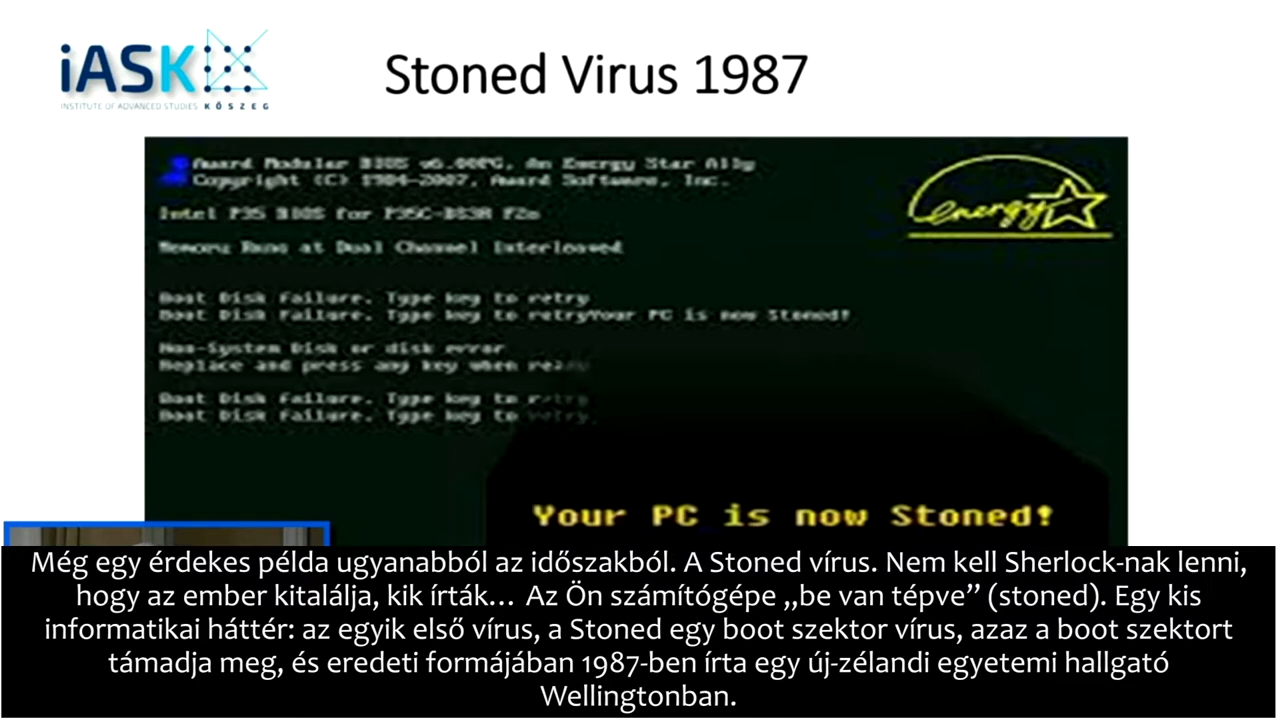 iASK
INSTITUTE OF ADVANCED STUDIES KŐSZEG
Stoned Virus 1987
Award Modular BIOS v6.00PG, An Energy Star Ally
Copyright (C) 1984-2007, Award Software, Inc.
Intel P35 BIOS for P35C-DS3R F2m
Memory Runs at Dual Channel Interleaved
energy
Boot Disk Failure. Type key to retry
Boot Disk Failure. Type key to retryYour PC is now Stoned!
Non-System Disk or disk error
Replace and press any key when ready
Boot Disk Failure. Type key to retry
Boot Disk Failure. Type key to retry
Your PC is now Stoned!
Még egy érdekes példa ugyanabból az időszakból. A Stoned vírus. Nem kell Sherlock-nak lenni,
hogy az ember kitalálja, kik írták… Az Ön számítógépe „be van tépve” (stoned). Egy kis
informatikai háttér: az egyik első vírus, a Stoned egy boot szektor vírus, azaz a boot szektort
támadja meg, és eredeti formájában 1987-ben írta egy új-zélandi egyetemi hallgató
Wellingtonban.